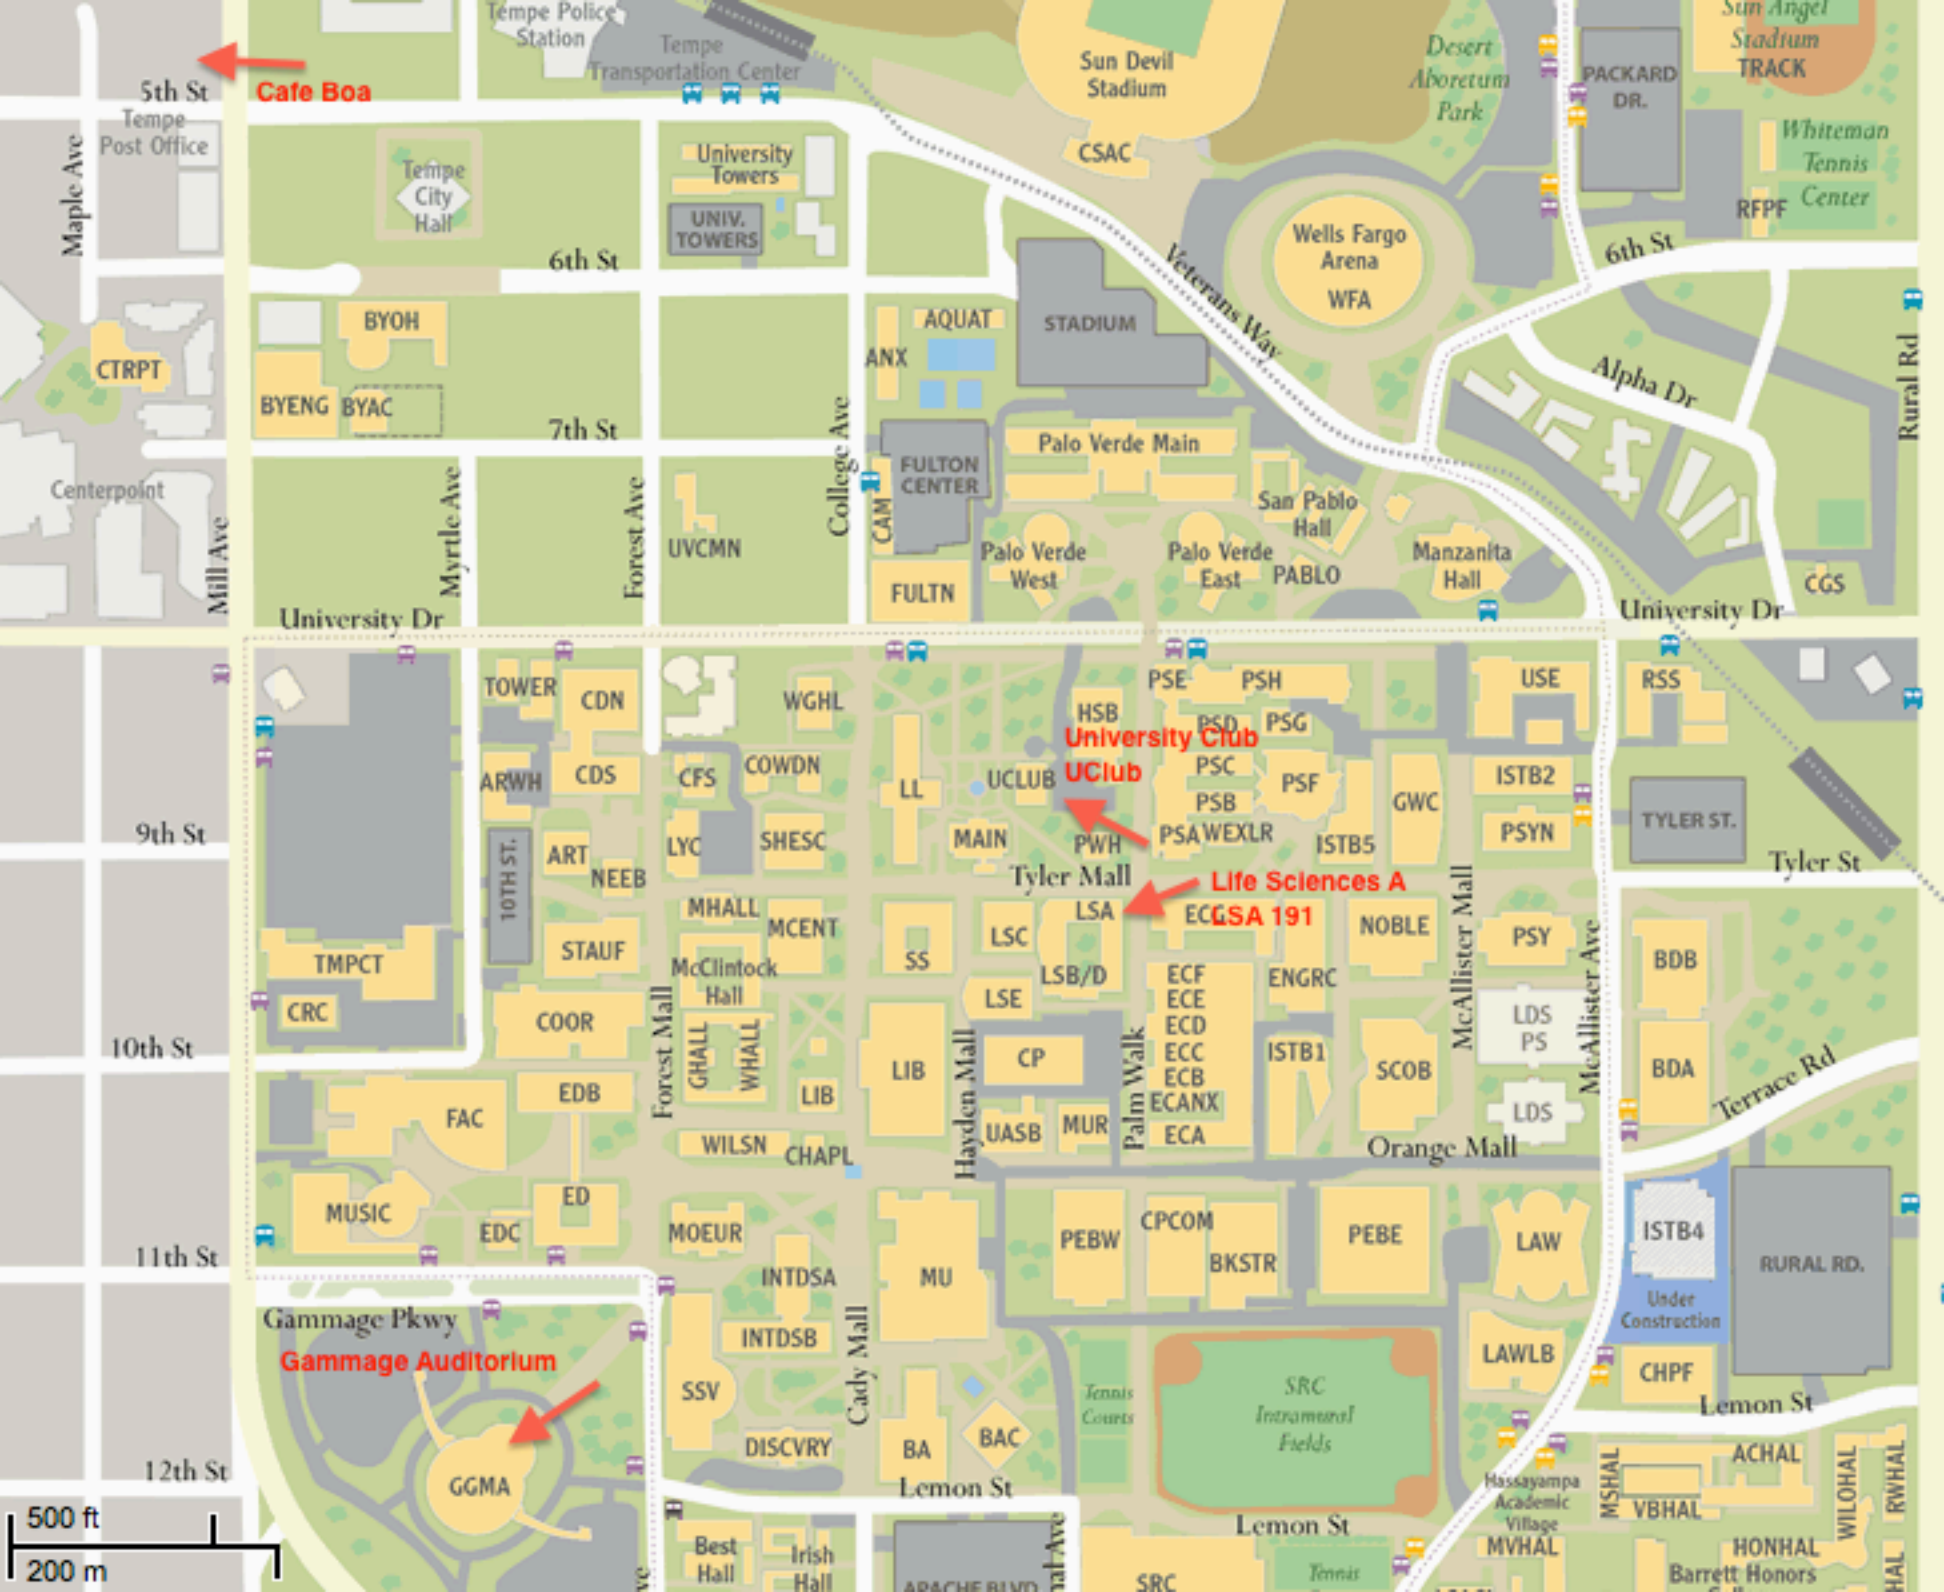 Tempe Police
Station
Tempe
Transportation Center
Sun Devil
Stadium
CSAC
Desert
Aboretum
Park
PACKARD
DR.
Sun Angel
Stadium
TRACK
Whiteman
Tennis
Center
RFPF
Cafe Boa
5th St
Tempe
Post Office
Maple Ave
Tempe
City
Hall
University
Towers
UNIV.
TOWERS
6th St
Wells Fargo
Arena
WFA
Veterans Way
6th St
Alpha Dr
Rural Rd
CTRPT
BYOH
BYENG
BYAC
AQUAT
ANX
STADIUM
7th St
College Ave
Centerpoint
Mill Ave
Myrtle Ave
Forest Ave
UVCMN
CAM
FULTON
CENTER
FULTN
Palo Verde Main
Palo Verde
West
Palo Verde
East
San Pablo
Hall
PABLO
Manzanita
Hall
CGS
University Dr
University Dr
TOWER
CDN
WGHL
HSB
PSE
PSH
PSD
PSG
USE
RSS
University Club
UClub
ARWH
CDS
CFS
COWDN
LL
UCLUB
PSC
PSF
PSB
GWC
ISTB2
9th St
10TH ST.
ART
NEEB
LYC
SHESC
MAIN
PWH
PSA
WEXLR
ISTB5
PSYN
TYLER ST.
Tyler Mall
Tyler St
Life Sciences A
LSA 191
MHALL
MCENT
STAUF
McClintock
Hall
SS
LSC
LSA
LSB/D
LSE
ECG
NOBLE
ENGRC
McAllister Mall
PSY
McAllister Ave
BDB
TMPCT
CRC
COOR
Forest Mall
GHALL
WHALL
LIB
LIB
Hayden Mall
CP
Palm Walk
ECF
ECE
ECD
ECC
ECB
ECANX
ECA
ISTB1
SCOB
LDS
PS
LDS
BDA
Terrace Rd
10th St
FAC
EDB
WILSN
CHAPL
UASB
MUR
Orange Mall
MUSIC
EDC
ED
MOEUR
MU
PEBW
CPCOM
BKSTR
PEBE
LAW
ISTB4
Under
Construction
RURAL RD.
11th St
Gammage Pkwy
Gammage Auditorium
INTDSA
INTDSB
Cady Mall
SSV
DISCVRY
BA
BAC
Tennis
Courts
SRC
Intramural
Fields
LAWLB
CHPF
Lemon St
12th St
GGMA
Lemon St
Lemon St
Hassayampa
Academic
Village
MVHAL
MSHAL
VBHAL
ACHAL
WILOHAL
RWHAL
HONHAL
Barrett Honors
500 ft
200 m
Best
Hall
Irish
Hall
APACHE BLVD
SRC
Tennis